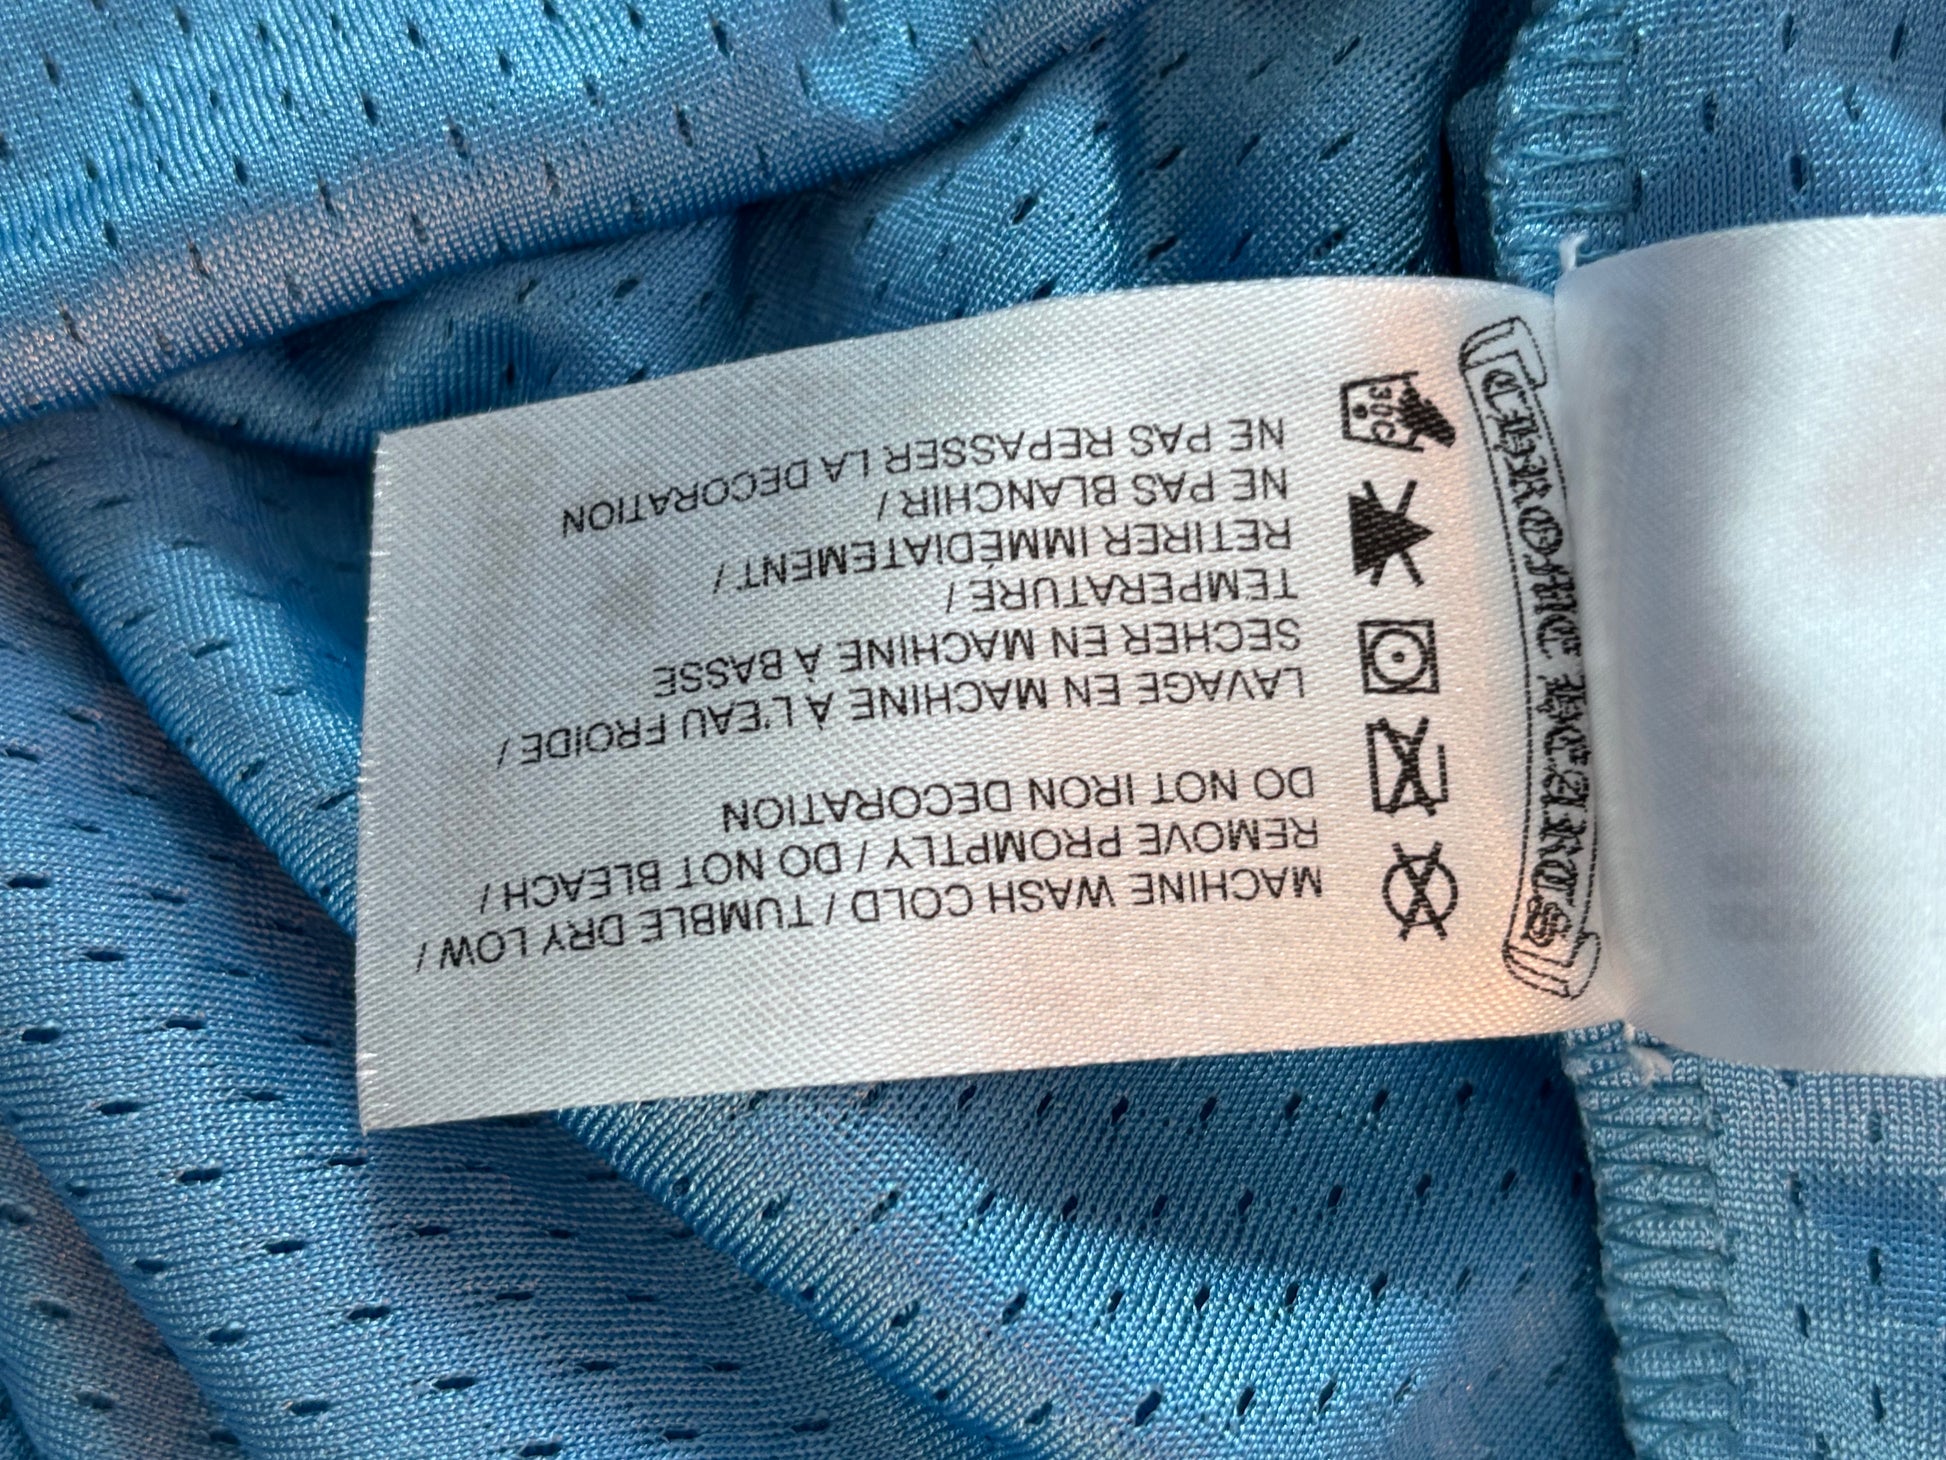 CHROME HEARTS
30C
MACHINE WASH COLD / TUMBLE DRY LOW /
REMOVE PROMPTLY / DO NOT BLEACH /
DO NOT IRON DECORATION
LAVAGE EN MACHINE À L'EAU FROIDE /
SECHER EN MACHINE A BASSE
TEMPERATURE /
RETIRER IMMÉDIATEMENT /
NE PAS BLANCHIR /
NE PAS REPASSER LA DECORATION